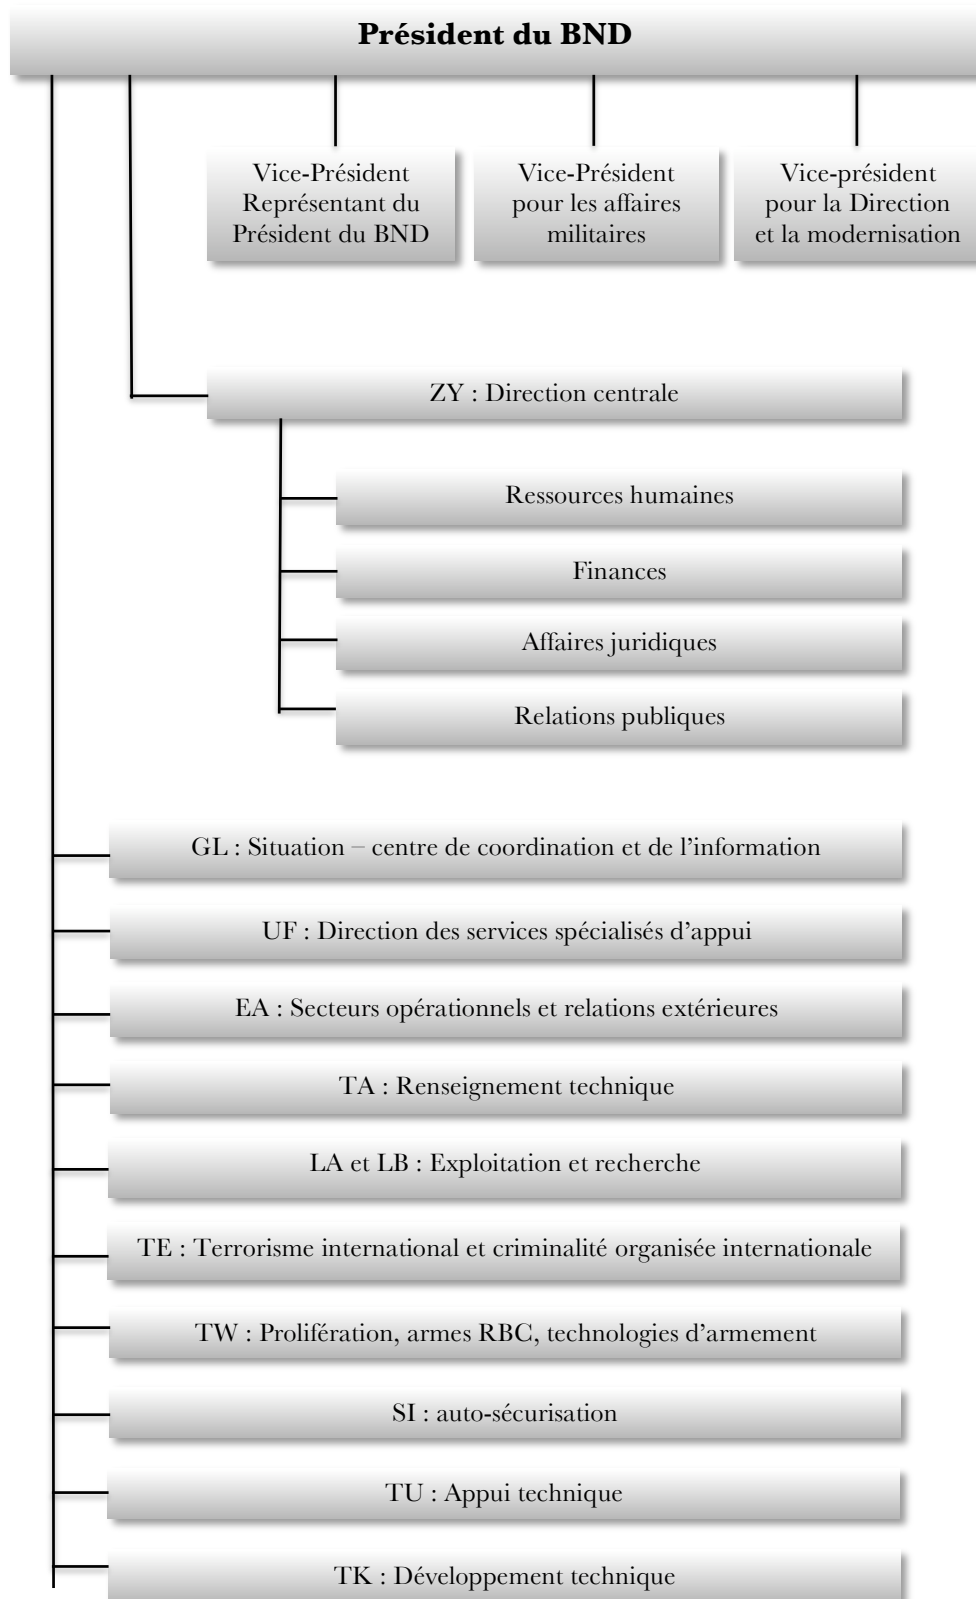 Président du BND
Vice-Président
Représentant du
Président du BND
Vice-Président
pour les affaires
militaires
Vice-président
pour la Direction
et la modernisation
ZY : Direction centrale
Ressources humaines
Finances
Affaires juridiques
Relations publiques
GL : Situation – centre de coordination et de l’information
UF : Direction des services spécialisés d’appui
EA : Secteurs opérationnels et relations extérieures
TA : Renseignement technique
LA et LB : Exploitation et recherche
TE : Terrorisme international et criminalité organisée internationale
TW : Prolifération, armes RBC, technologies d’armement
SI : auto-sécurisation
TU : Appui technique
TK : Développement technique